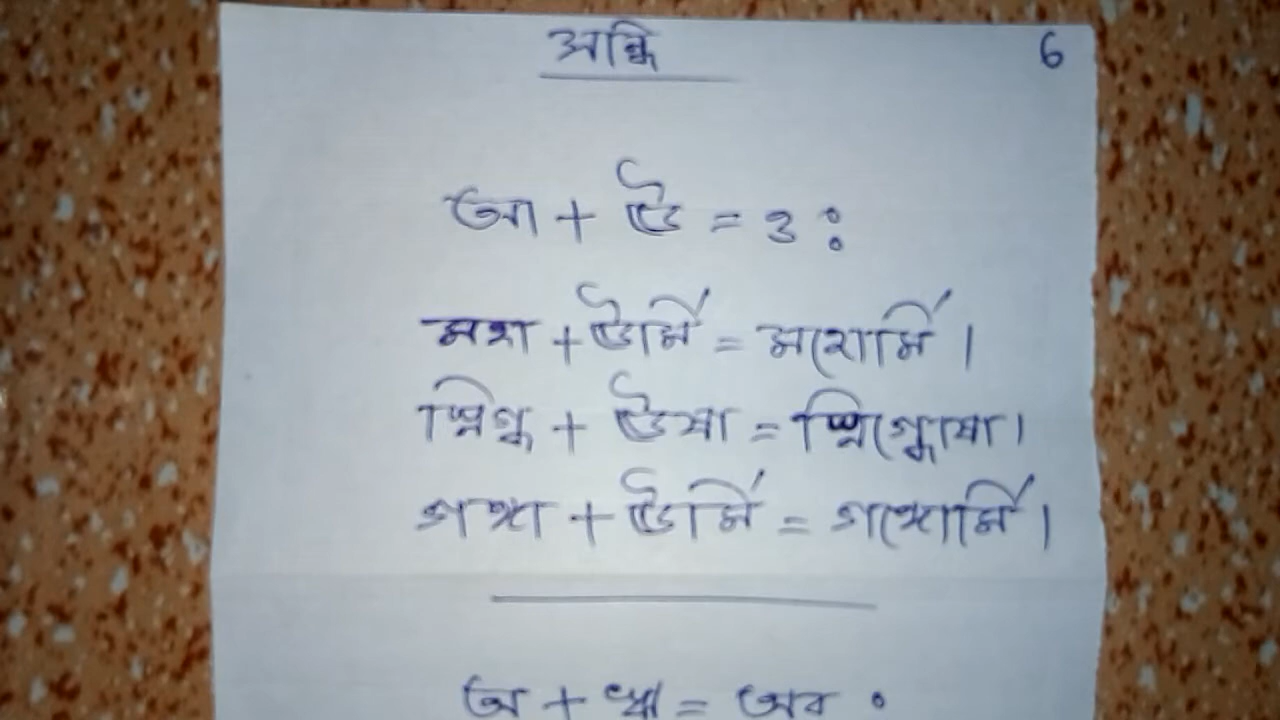 সন্ধি 6
আ + ঊ = ও :
মহা + ঊর্মি = মহোর্মি।
স্নিগ্ধ + ঊষা = স্নিগ্ধোষা।
গঙ্গা + ঊর্মি = গঙ্গোর্মি।
অ + ঋ = অর :